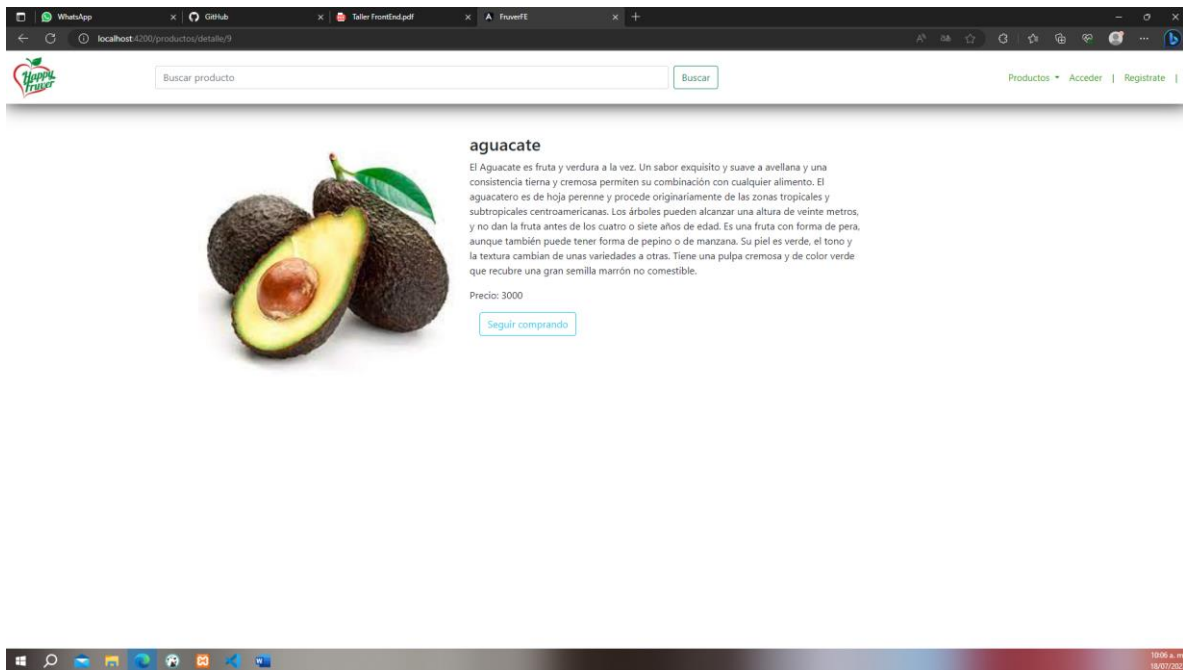 WhatsApp
GitHub
Taller FrontEnd.pdf
FruverFE
localhost:4200/productos/detalle/9
Happy
fruver
Buscar producto
Buscar
Productos
Acceder | Registrate |
aguacate
El Aguacate es fruta y verdura a la vez. Un sabor exquisito y suave a avellana y una
consistencia tierna y cremosa permiten su combinación con cualquier alimento. El
aguacatero es de hoja perenne y procede originariamente de las zonas tropicales y
subtropicales centroamericanas. Los árboles pueden alcanzar una altura de veinte metros,
y no dan la fruta antes de los cuatro o siete años de edad. Es una fruta con forma de pera,
aunque también puede tener forma de pepino o de manzana. Su piel es verde, el tono y
la textura cambian de unas variedades a otras. Tiene una pulpa cremosa y de color verde
que recubre una gran semilla marrón no comestible.
Precio: 3000
Seguir comprando
10:06 a. m
18/07/202